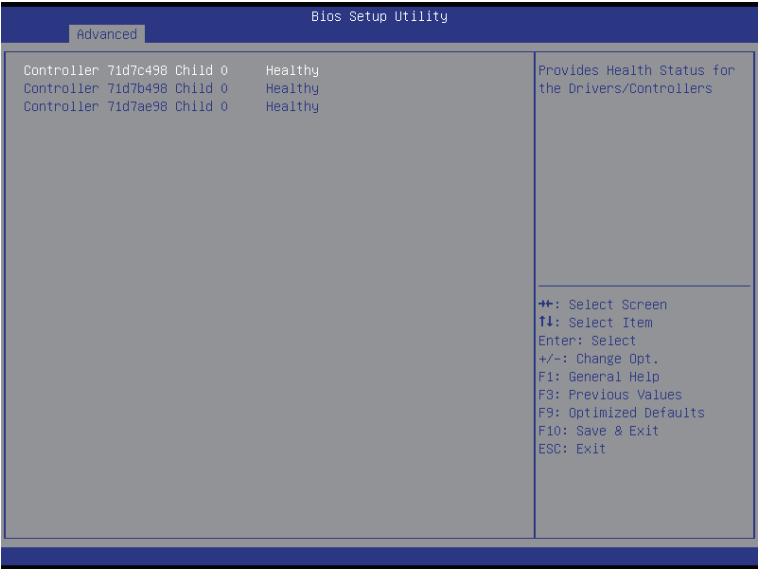 Bios Setup Utility
Advanced
Controller 71d7c498 Child 0 Healthy
Controller 71d7b498 Child 0 Healthy
Controller 71d7ae98 Child 0 Healthy
Provides Health Status for
the Drivers/Controllers
→←: Select Screen
↑↓: Select Item
Enter: Select
+/-: Change Opt.
F1: General Help
F3: Previous Values
F9: Optimized Defaults
F10: Save & Exit
ESC: Exit